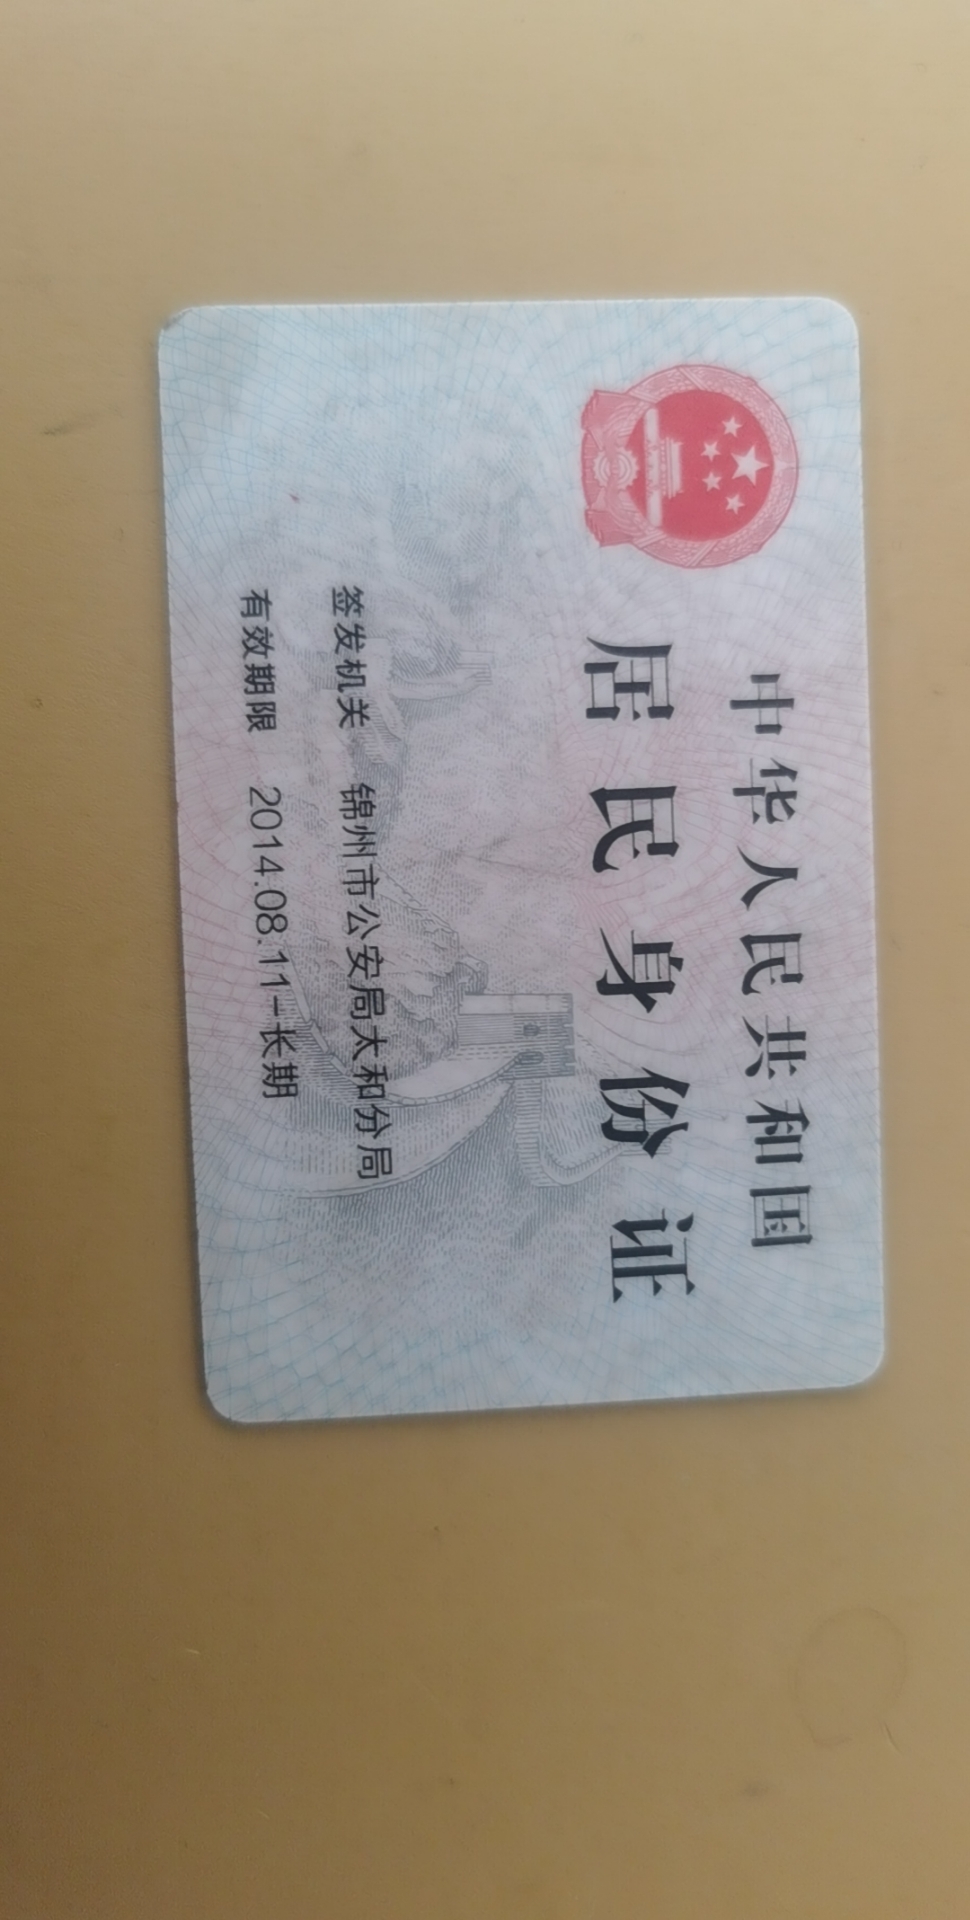 中华人民共和国
居民身份证
签发机关 锦州市公安局太和分局
有效期限 2014.08.11-长期